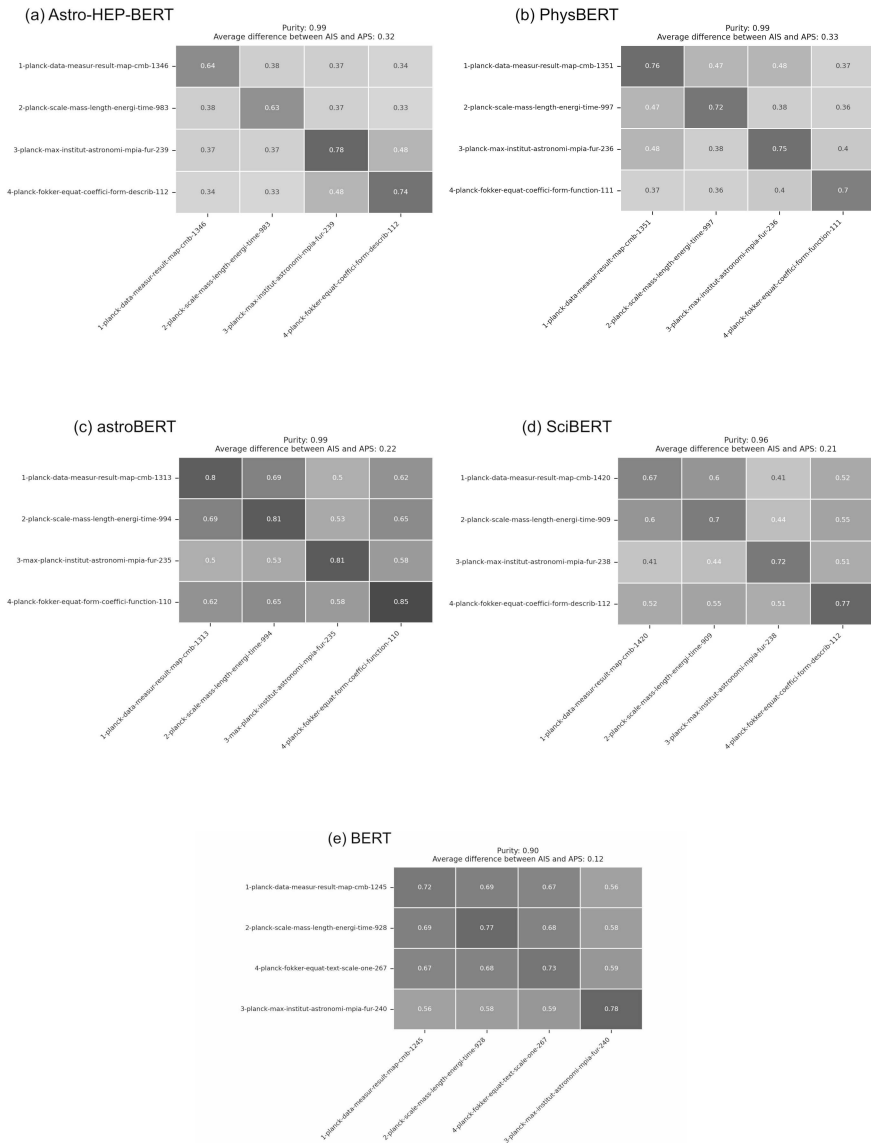 (a) Astro-HEP-BERT
Purity: 0.99
Average difference between AIS and APS: 0.32
1-planck-data-measur-result-map-cmb-1346 0.64 0.38 0.37 0.34
2-planck-scale-mass-length-energi-time-983 0.38 0.63 0.37 0.33
3-planck-max-institut-astronomi-mpia-fur-239 0.37 0.37 0.78 0.48
4-planck-fokker-equat-coeffici-form-describ-112 0.34 0.33 0.48 0.74
1-planck-data-measur-result-map-cmb-1346
2-planck-scale-mass-length-energi-time-983
3-planck-max-institut-astronomi-mpia-fur-239
4-planck-fokker-equat-coeffici-form-describ-112
(b) PhysBERT
Purity: 0.99
Average difference between AIS and APS: 0.33
1-planck-data-measur-result-map-cmb-1351 0.76 0.47 0.48 0.37
2-planck-scale-mass-length-energi-time-997 0.47 0.72 0.38 0.36
3-planck-max-institut-astronomi-mpia-fur-236 0.48 0.38 0.75 0.4
4-planck-fokker-equat-coeffici-form-function-111 0.37 0.36 0.4 0.7
1-planck-data-measur-result-map-cmb-1351
2-planck-scale-mass-length-energi-time-997
3-planck-max-institut-astronomi-mpia-fur-236
4-planck-fokker-equat-coeffici-form-function-111
(c) astroBERT
Purity: 0.99
Average difference between AIS and APS: 0.22
1-planck-data-measur-result-map-cmb-1313 0.8 0.69 0.5 0.62
2-planck-scale-mass-length-energi-time-994 0.69 0.81 0.53 0.65
3-max-planck-institut-astronomi-mpia-fur-235 0.5 0.53 0.81 0.58
4-planck-fokker-equat-form-coeffici-function-110 0.62 0.65 0.58 0.85
1-planck-data-measur-result-map-cmb-1313
2-planck-scale-mass-length-energi-time-994
3-max-planck-institut-astronomi-mpia-fur-235
4-planck-fokker-equat-form-coeffici-function-110
(d) SciBERT
Purity: 0.96
Average difference between AIS and APS: 0.21
1-planck-data-measur-result-map-cmb-1420 0.67 0.6 0.41 0.52
2-planck-scale-mass-length-energi-time-909 0.6 0.7 0.44 0.55
3-planck-max-institut-astronomi-mpia-fur-238 0.41 0.44 0.72 0.51
4-planck-fokker-equat-coeffici-form-describ-112 0.52 0.55 0.51 0.77
1-planck-data-measur-result-map-cmb-1420
2-planck-scale-mass-length-energi-time-909
3-planck-max-institut-astronomi-mpia-fur-238
4-planck-fokker-equat-coeffici-form-describ-112
(e) BERT
Purity: 0.90
Average difference between AIS and APS: 0.12
1-planck-data-measur-result-map-cmb-1245 0.72 0.69 0.67 0.56
2-planck-scale-mass-length-energi-time-928 0.69 0.77 0.68 0.58
4-planck-fokker-equat-text-scale-one-267 0.67 0.68 0.73 0.59
3-planck-max-institut-astronomi-mpia-fur-240 0.56 0.58 0.59 0.78
1-planck-data-measur-result-map-cmb-1245
2-planck-scale-mass-length-energi-time-928
4-planck-fokker-equat-text-scale-one-267
3-planck-max-institut-astronomi-mpia-fur-240